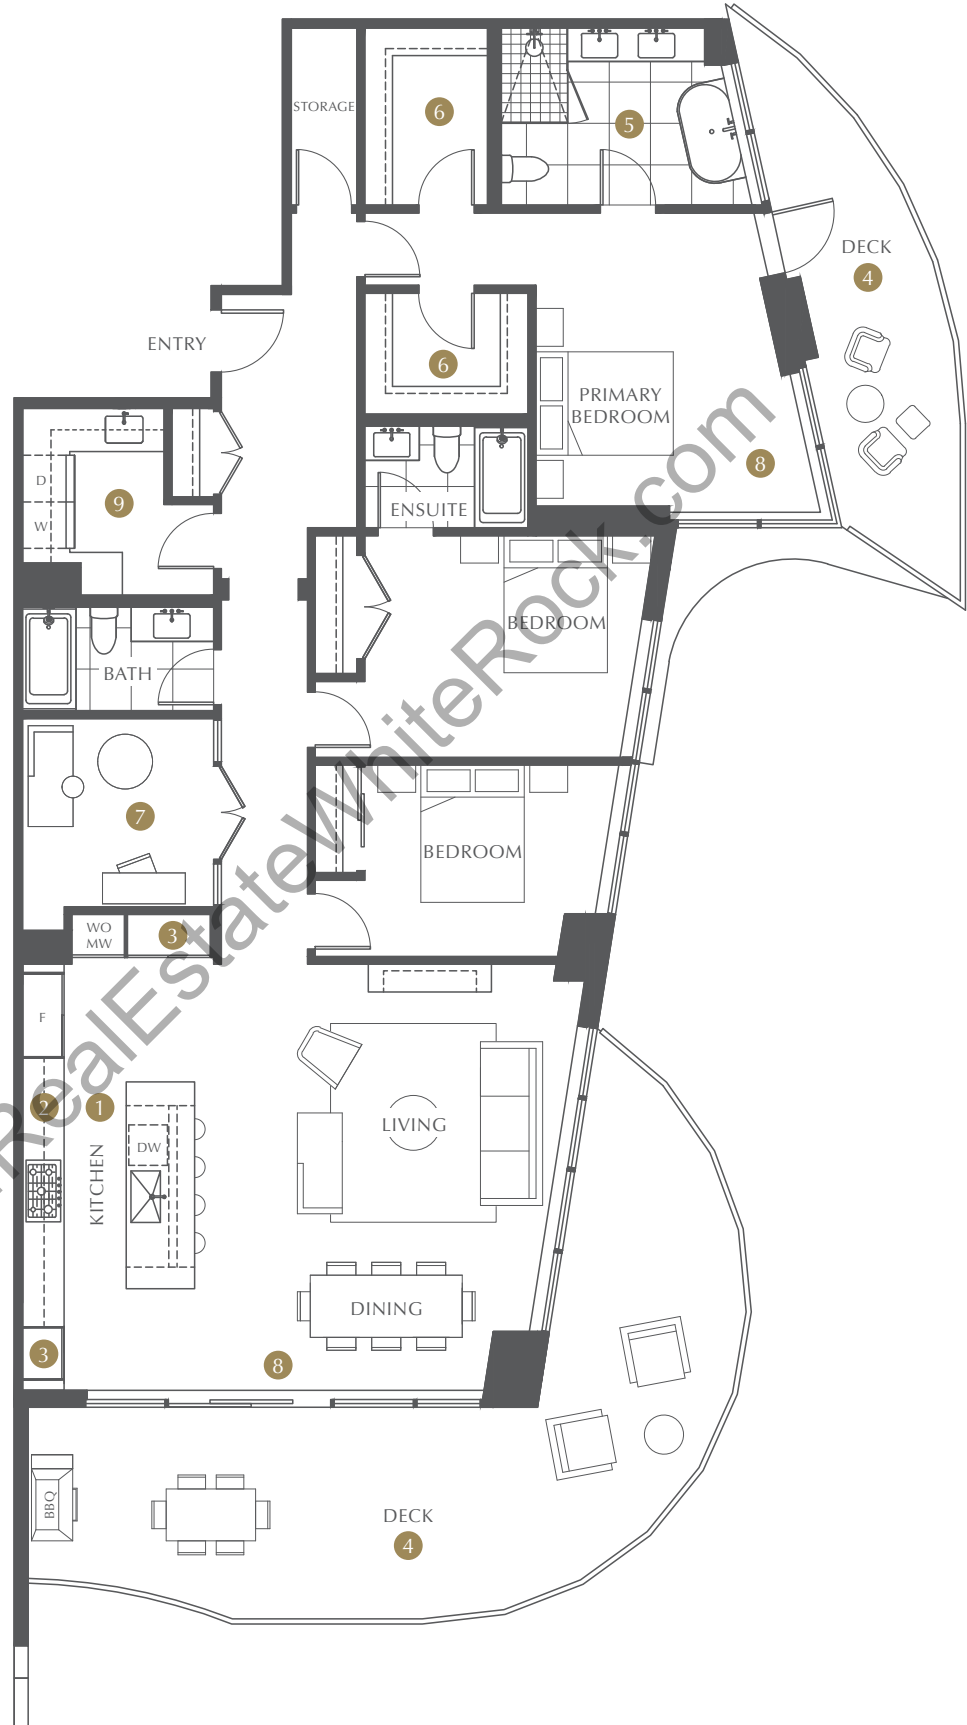 STORAGE
6
5
DECK
4
ENTRY
6
PRIMARY
BEDROOM
8
D
W
9
ENSUITE
BEDROOM
BATH
7
BEDROOM
WO
MW
3
F
2
1
KITCHEN
DW
LIVING
DINING
3
8
BBQ
DECK
4
RealEstateWhiteRock.com